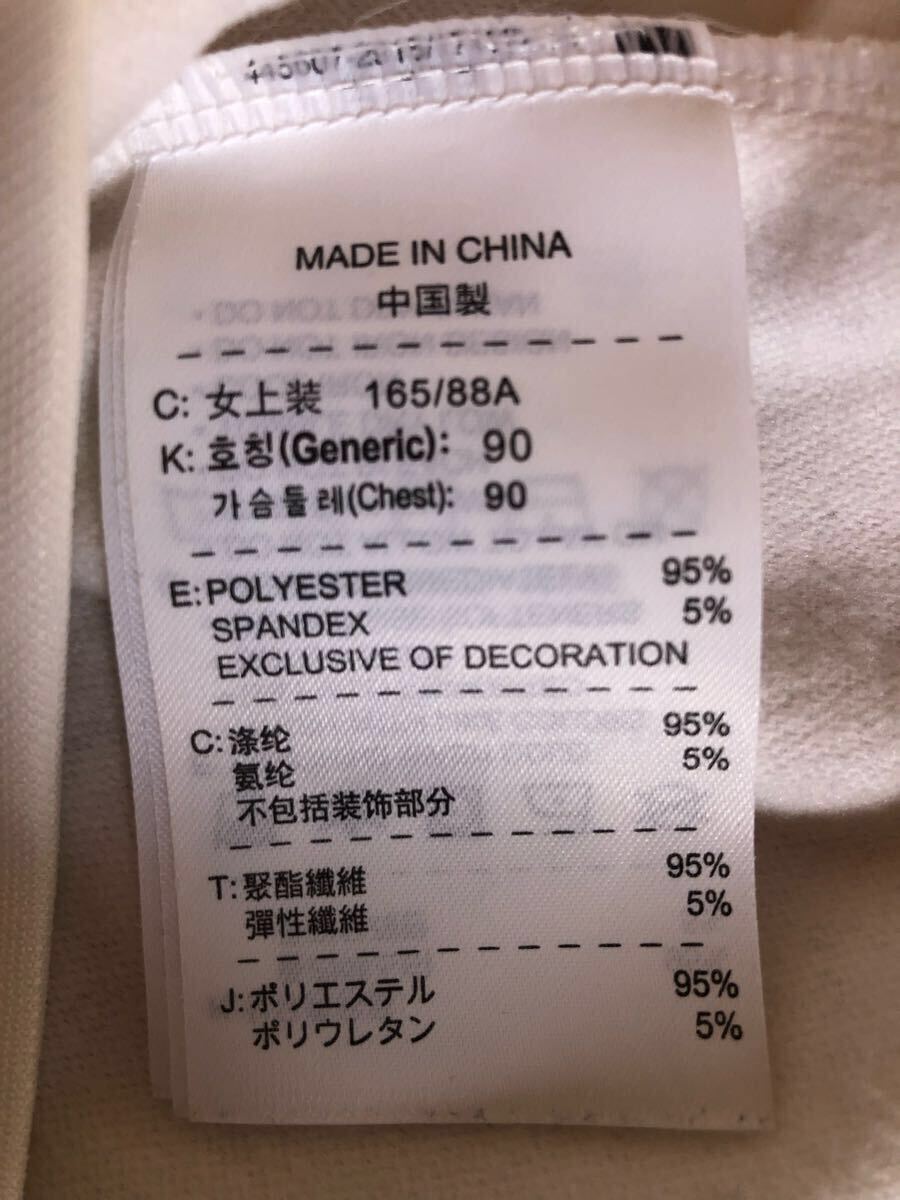 MADE IN CHINA
中国製
C: 女上装 165/88A
K: 호칭(Generic): 90
가슴둘레(Chest): 90
E: POLYESTER 95%
SPANDEX 5%
EXCLUSIVE OF DECORATION
C: 涤纶 95%
氨纶 5%
不包括装饰部分
T: 聚酯纖維 95%
彈性纖維 5%
J: ポリエステル 95%
ポリウレタン 5%